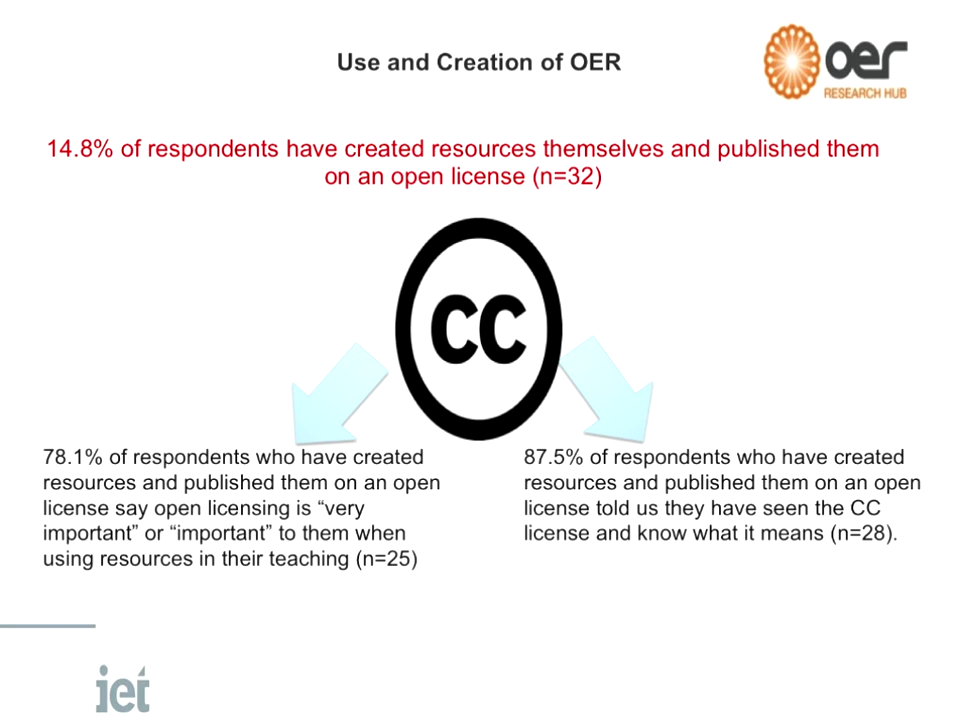 Use and Creation of OER
oer
RESEARCH HUB
14.8% of respondents have created resources themselves and published them
on an open license (n=32)
cc
78.1% of respondents who have created
resources and published them on an open
license say open licensing is “very
important” or “important” to them when
using resources in their teaching (n=25)
87.5% of respondents who have created
resources and published them on an open
license told us they have seen the CC
license and know what it means (n=28).
iet